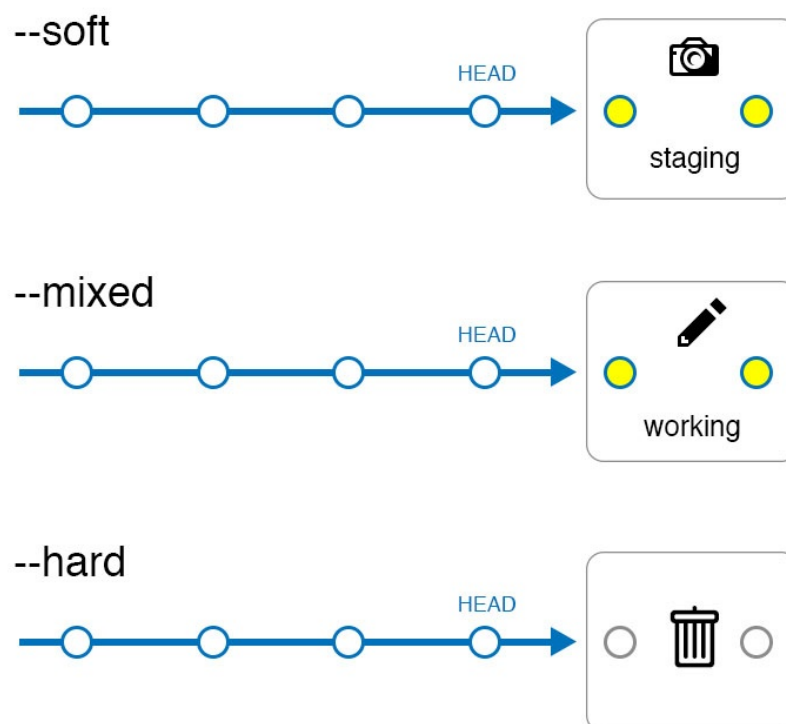 --soft
HEAD
staging
--mixed
HEAD
working
--hard
HEAD